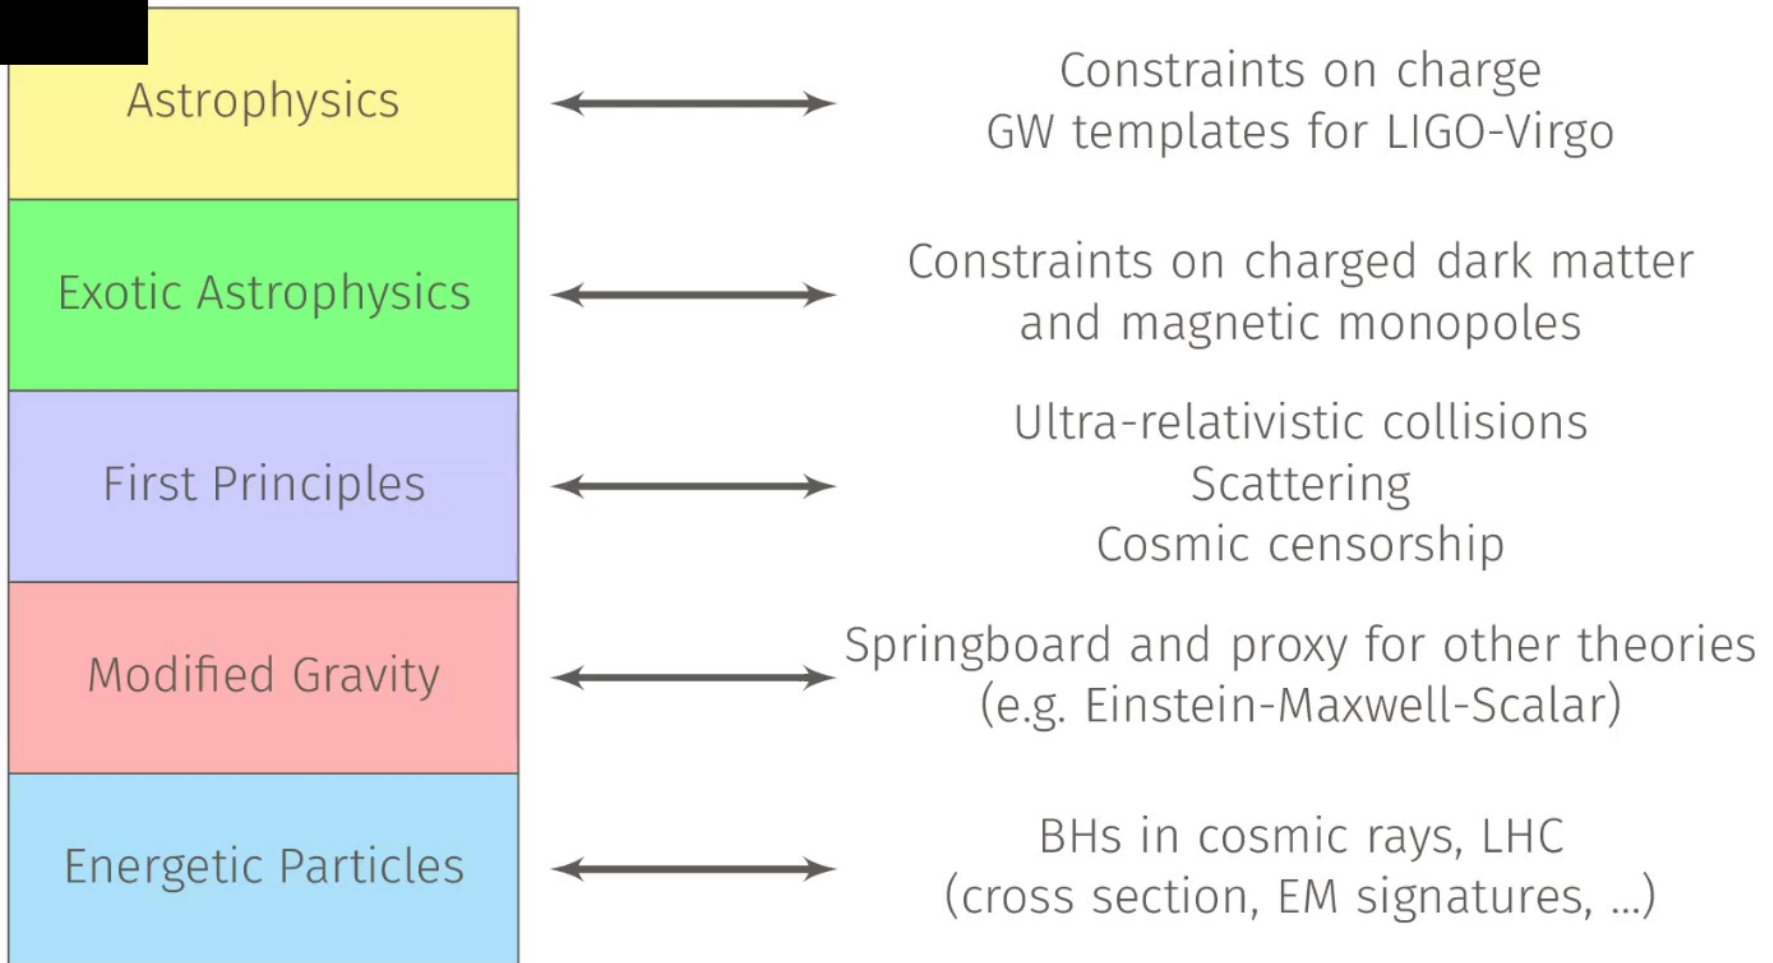 Astrophysics
Constraints on charge
GW templates for LIGO-Virgo
Exotic Astrophysics
Constraints on charged dark matter
and magnetic monopoles
First Principles
Ultra-relativistic collisions
Scattering
Cosmic censorship
Modified Gravity
Springboard and proxy for other theories
(e.g. Einstein-Maxwell-Scalar)
Energetic Particles
BHs in cosmic rays, LHC
(cross section, EM signatures, ...)